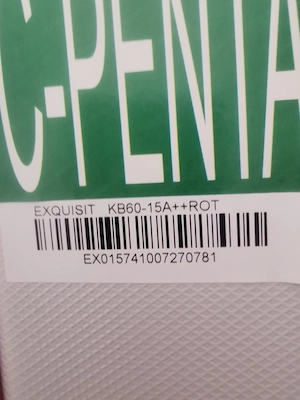 C-PENTA
EXQUISIT KB60-15A++ROT
EX015741007270781